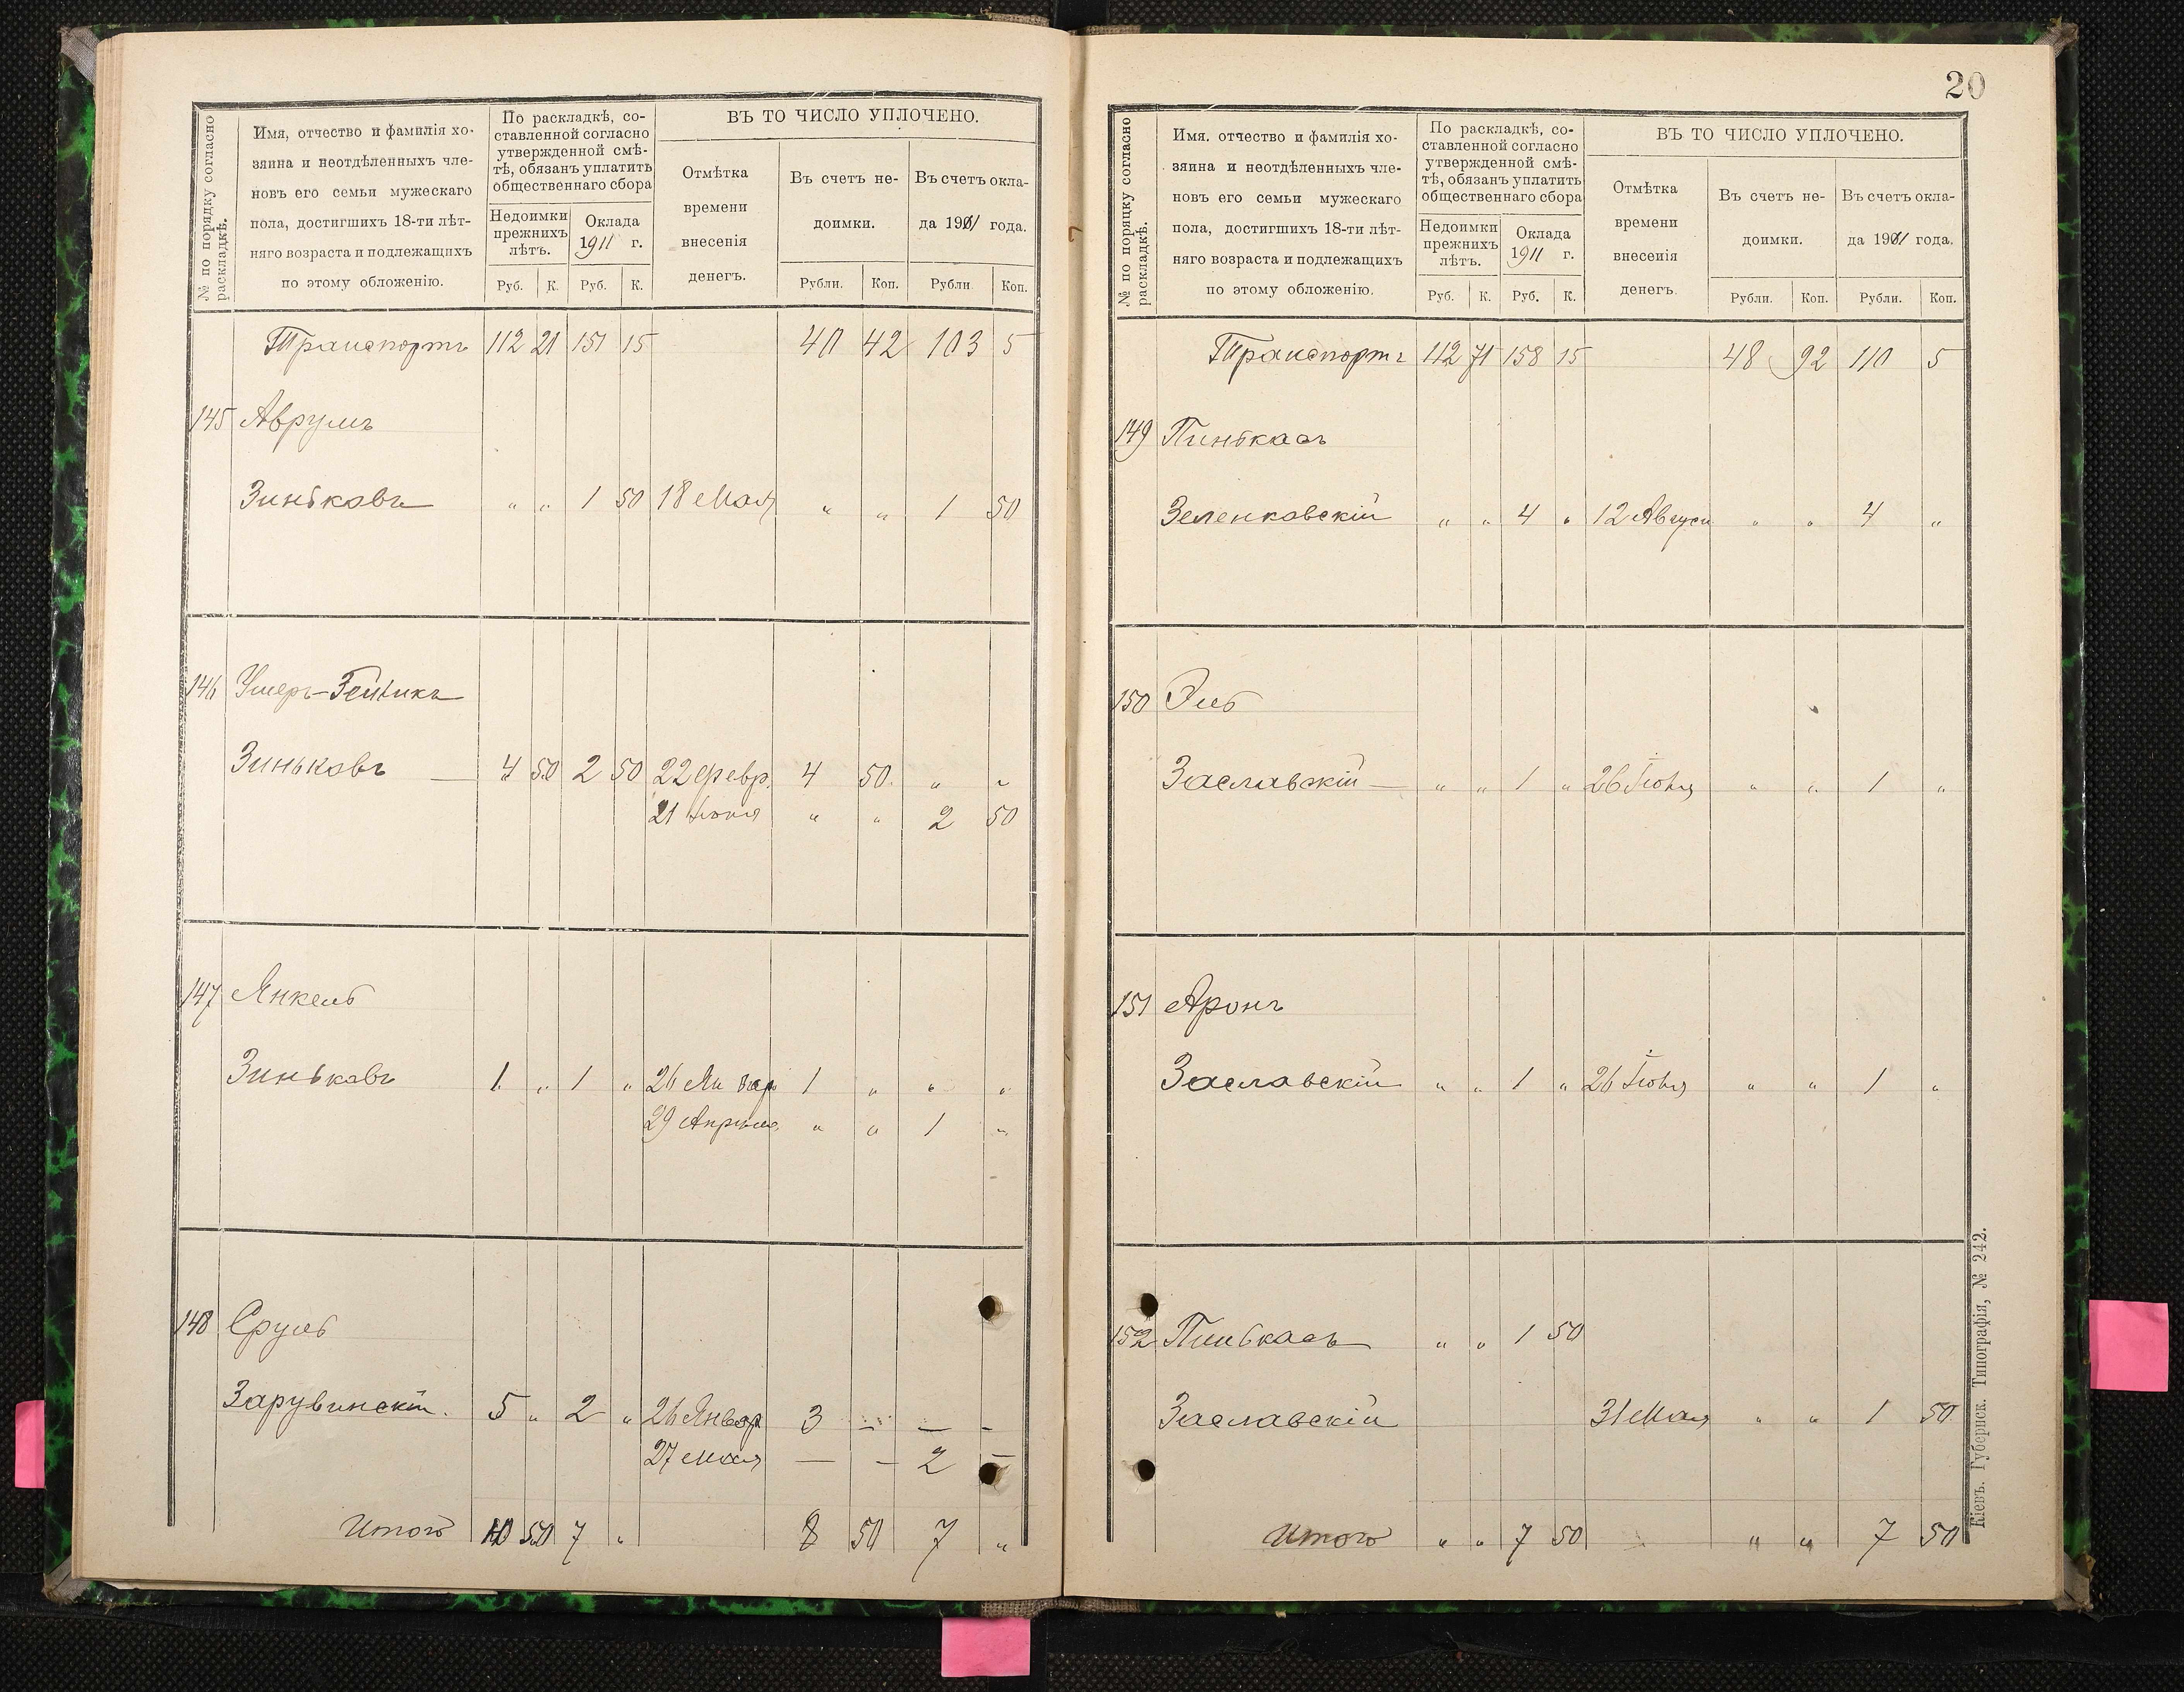 № по порядку согласно раскладкѣ.
Имя, отчество и фамилія хозяина и неотдѣленныхъ членовъ его семьи мужескаго пола, достигшихъ 18-ти лѣтняго возраста и подлежащихъ по этому обложенію.
По раскладкѣ, составленной согласно утвержденной смѣтѣ, обязанъ уплатить общественнаго сбора
Недоимки прежнихъ лѣтъ.
Оклада 1911 г.
ВЪ ТО ЧИСЛО УПЛОЧЕНО.
Отмѣтка времени внесенія денегъ.
Въ счетъ недоимки.
Въ счетъ оклада 1911 года.
Руб. К. Руб. К. Рубли. Коп. Рубли Коп.
Транспортъ 112 21 151 15 40 42 103 5
145 Аврумъ
Зиньковъ " " 1 50 18 Мая " " 1 50
146 Ушеръ-Зейликъ
Зиньковъ — 4 50 2 50 22 февр. 4 50 " "
21 Іюня " " 2 50
147 Янкель
Зиньковъ 1 " 1 " 26 Январ 1 " " "
29 Апрѣля " " 1 "
148 Сруль
Зарувинскій. 5 " 2 " 26 Январ 3 — — -
27 Мая — — 2 —
Итого 10 50 7 " 8 50 7 "
20
№ по порядку согласно раскладкѣ.
Имя. отчество и фамилія хозяина и неотдѣленныхъ членовъ его семьи мужескаго пола, достигшихъ 18-ти лѣтняго возраста и подлежащихъ по этому обложенію.
По раскладкѣ, составленной согласно утвержденной смѣтѣ, обязанъ уплатить общественнаго сбора
Недоимки прежнихъ лѣтъ.
Оклада 1911 г.
ВЪ ТО ЧИСЛО УПЛОЧЕНО.
Отмѣтка времени внесенія денегъ
Въ счетъ недоимки.
Въ счетъ оклада 1911 года.
Руб. К. Руб. К. Рубли. Коп. Рубли. Коп.
Транспортъ 112 71 158 15 48 92 110 5
149 Пинькасъ
Зеленковскій " " 4 " 12 Август " " 4 "
150 Эль
Заславскій — " " 1 " 26 Іюня " " 1 "
151 Аронъ
Заславскій " " 1 " 26 Іюня " " 1 "
152 Пинькасъ " " 1 50
Заславскій 31 Мая " " 1 50
Итого " " 7 50 " " 7 50
Кіевъ. Губернск. Типографія, № 242.